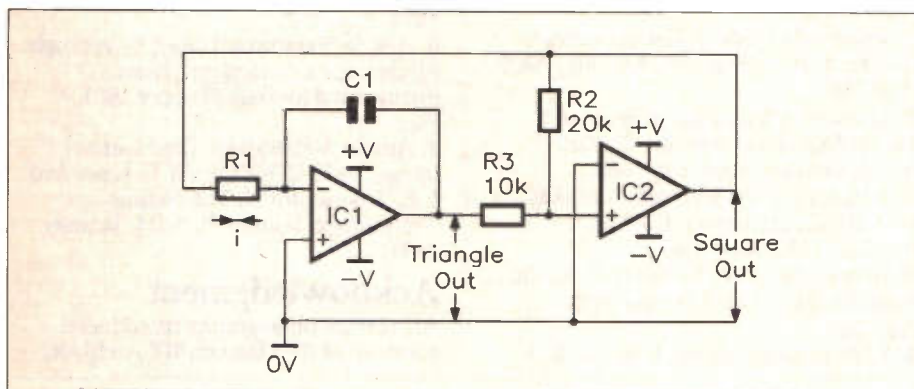 C1
R2
20k
+V
R1
+V
R3
10k
−
IC2
+
−
IC1
+
−V
Square
Out
i
−V
Triangle
Out
0V